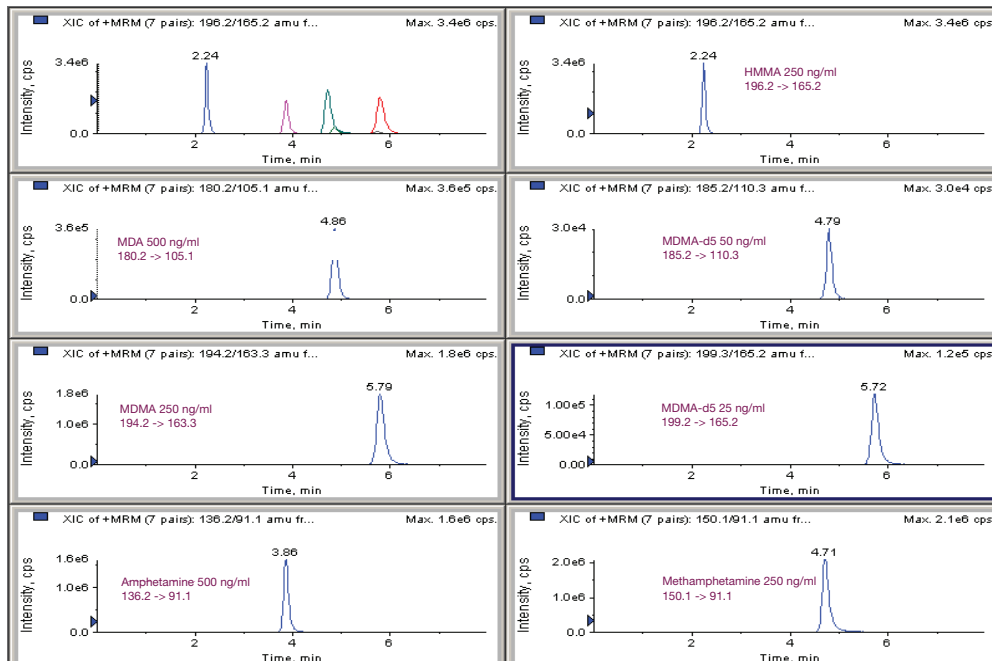 XIC of +MRM (7 pairs): 196.2/165.2 amu f... Max. 3.4e6 cps.
2.24
3.4e6
0.0
Intensity, cps
2 4 6
Time, min
XIC of +MRM (7 pairs): 196.2/165.2 amu f... Max. 3.4e6 cps.
2.24
3.4e6
HMMA 250 ng/ml
196.2 -> 165.2
0.0
Intensity, cps
2 4 6
Time, min
XIC of +MRM (7 pairs): 180.2/105.1 amu f... Max. 3.6e5 cps.
4.86
3.6e5
MDA 500 ng/ml
180.2 -> 105.1
0.0
Intensity, cps
2 4 6
Time, min
XIC of +MRM (7 pairs): 185.2/110.3 amu f... Max. 3.0e4 cps.
4.79
3.0e4
MDMA-d5 50 ng/ml
185.2 -> 110.3
0.0
Intensity, cps
2 4 6
Time, min
XIC of +MRM (7 pairs): 194.2/163.3 amu f... Max. 1.8e6 cps.
5.79
1.8e6
MDMA 250 ng/ml
194.2 -> 163.3
1.0e6
0.0
Intensity, cps
2 4 6
Time, min
XIC of +MRM (7 pairs): 199.3/165.2 amu f... Max. 1.2e5 cps.
5.72
1.00e5
MDMA-d5 25 ng/ml
199.2 -> 165.2
5.00e4
0.00
Intensity, cps
2 4 6
Time, min
XIC of +MRM (7 pairs): 136.2/91.1 amu fr... Max. 1.6e6 cps.
3.86
1.6e6
Amphetamine 500 ng/ml
136.2 -> 91.1
1.0e6
0.0
Intensity, cps
2 4 6
Time, min
XIC of +MRM (7 pairs): 150.1/91.1 amu fr... Max. 2.1e6 cps.
4.71
2.0e6
Methamphetamine 250 ng/ml
150.1 -> 91.1
1.0e6
0.0
Intensity, cps
2 4 6
Time, min